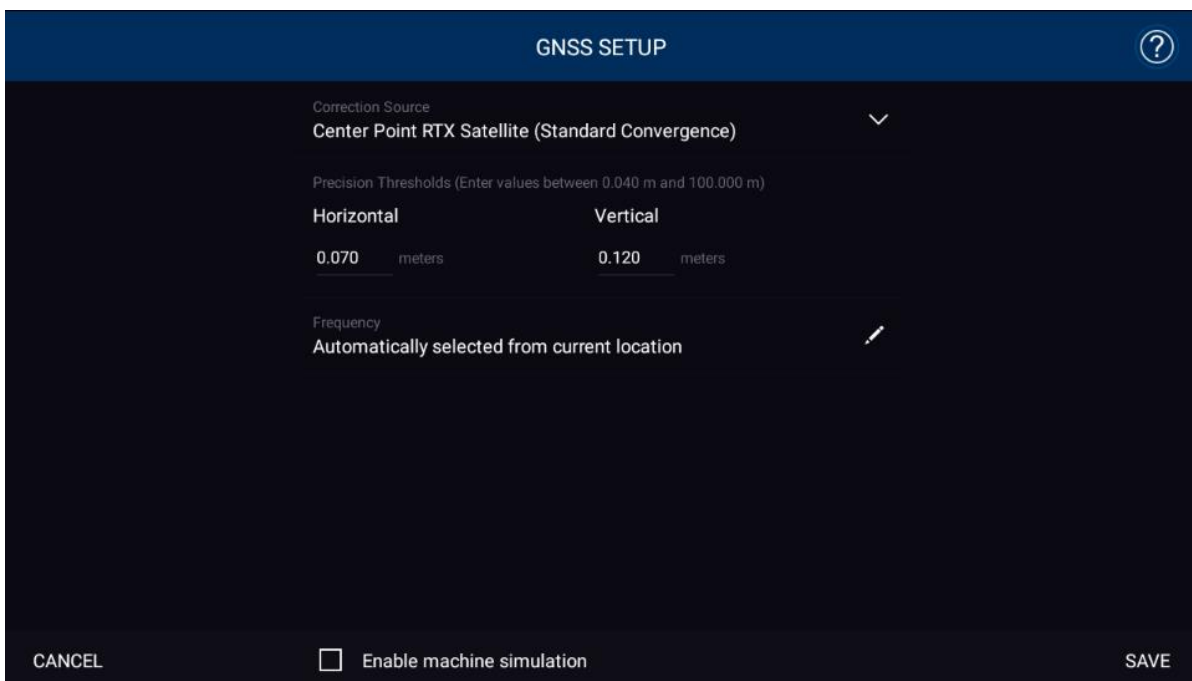 GNSS SETUP
?
Correction Source
Center Point RTX Satellite (Standard Convergence)
Precision Thresholds (Enter values between 0.040 m and 100.000 m)
Horizontal Vertical
0.070 meters 0.120 meters
Frequency
Automatically selected from current location
CANCEL Enable machine simulation SAVE